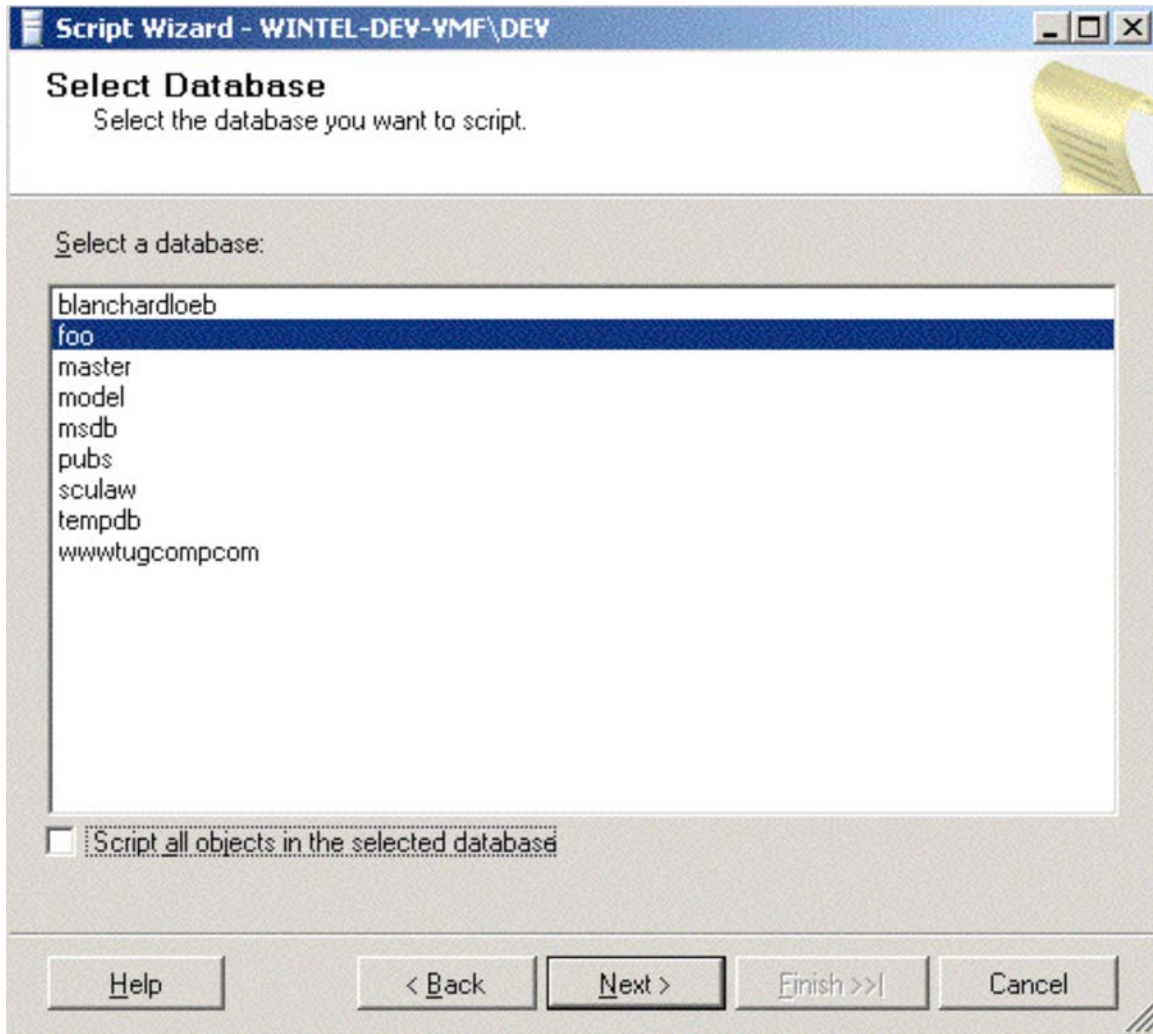 Script Wizard - WINTEL-DEV-VMF\DEV
Select Database
Select the database you want to script.
Select a database:
blanchardloeb
foo
master
model
msdb
pubs
sculaw
tempdb
wwwtugcompcom
Script all objects in the selected database
Help
< Back
Next >
Finish >>|
Cancel